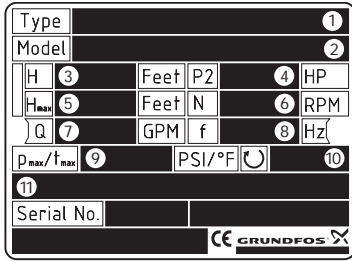 Type 1
Model 2
H 3 Feet P2 4 HP
Hmax 5 Feet N 6 RPM
Q 7 GPM f 8 Hz
pmax/tmax 9 PSI/°F 10
11
Serial No.
CE GRUNDFOS